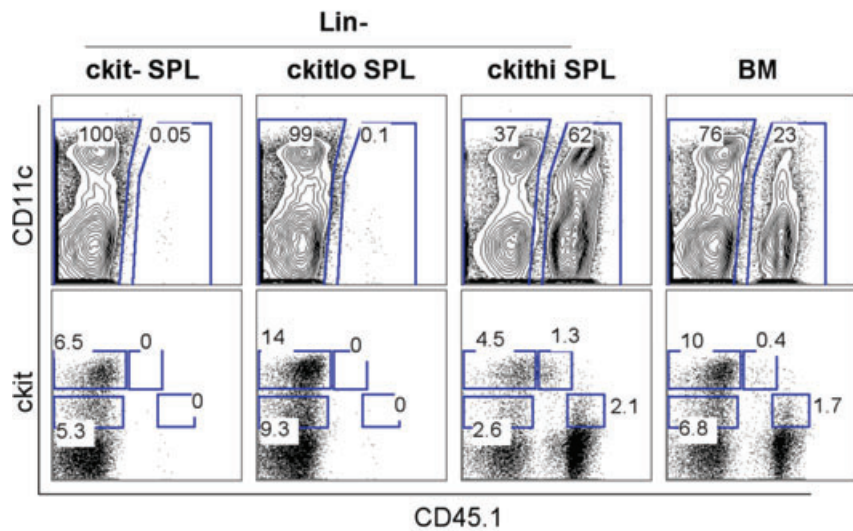 Lin-
ckit- SPL ckitlo SPL ckithi SPL BM
100 0.05 99 0.1 37 62 76 23
CD11c
6.5 0 14 0 4.5 1.3 10 0.4
0 0 2.1 1.7
5.3 9.3 2.6 6.8
ckit
CD45.1